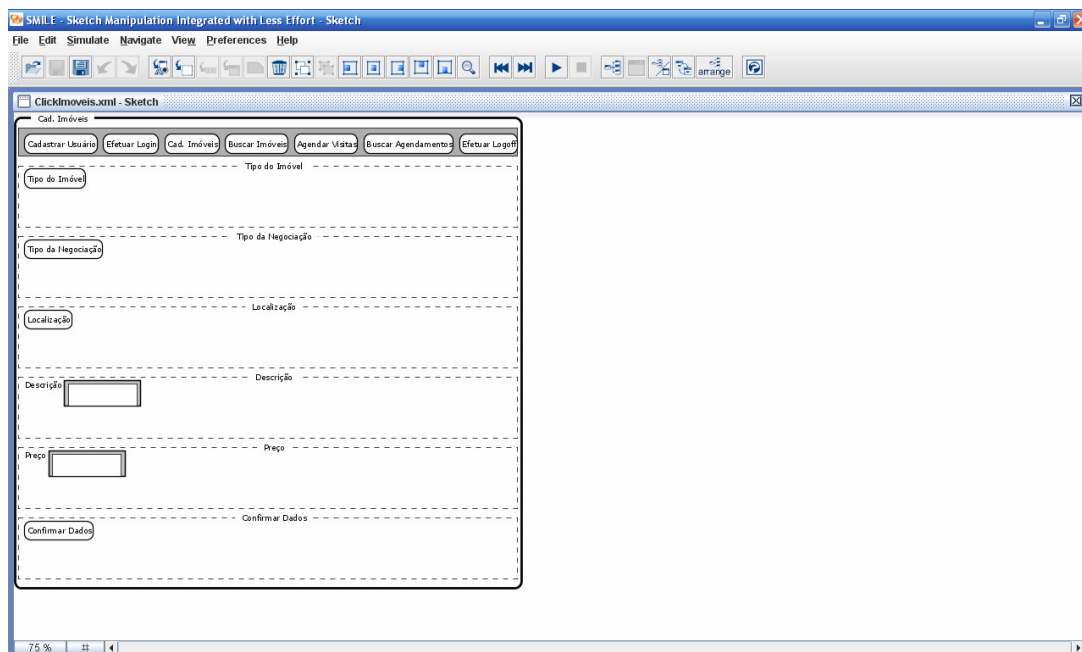 SMILE - Sketch Manipulation Integrated with Less Effort - Sketch
File Edit Simulate Navigate View Preferences Help
arrange
ClickImoveis.xml - Sketch
Cad. Imóveis
Cadastrar Usuário Efetuar Login Cad. Imóveis Buscar Imóveis Agendar Visitas Buscar Agendamentos Efetuar Logoff
Tipo do Imóvel
Tipo do Imóvel
Tipo da Negociação
Tipo da Negociação
Localização
Localização
Descrição
Descrição
Preço
Preço
Confirmar Dados
Confirmar Dados
75 % #